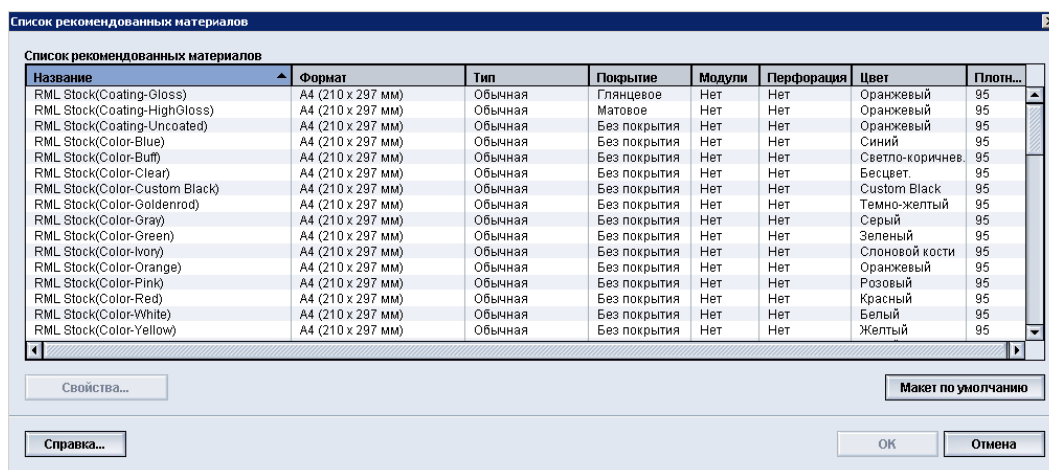 Список рекомендованных материалов
Список рекомендованных материалов
Название Формат Тип Покрытие Модули Перфорация Цвет Плотн...
RML Stock(Coating-Gloss) A4 (210 x 297 мм) Обычная Глянцевое Нет Нет Оранжевый 95
RML Stock(Coating-HighGloss) A4 (210 x 297 мм) Обычная Матовое Нет Нет Оранжевый 95
RML Stock(Coating-Uncoated) A4 (210 x 297 мм) Обычная Без покрытия Нет Нет Оранжевый 95
RML Stock(Color-Blue) A4 (210 x 297 мм) Обычная Без покрытия Нет Нет Синий 95
RML Stock(Color-Buff) A4 (210 x 297 мм) Обычная Без покрытия Нет Нет Светло-коричнев. 95
RML Stock(Color-Clear) A4 (210 x 297 мм) Обычная Без покрытия Нет Нет Бесцвет. 95
RML Stock(Color-Custom Black) A4 (210 x 297 мм) Обычная Без покрытия Нет Нет Custom Black 95
RML Stock(Color-Goldenrod) A4 (210 x 297 мм) Обычная Без покрытия Нет Нет Темно-желтый 95
RML Stock(Color-Gray) A4 (210 x 297 мм) Обычная Без покрытия Нет Нет Серый 95
RML Stock(Color-Green) A4 (210 x 297 мм) Обычная Без покрытия Нет Нет Зеленый 95
RML Stock(Color-Ivory) A4 (210 x 297 мм) Обычная Без покрытия Нет Нет Слоновой кости 95
RML Stock(Color-Orange) A4 (210 x 297 мм) Обычная Без покрытия Нет Нет Оранжевый 95
RML Stock(Color-Pink) A4 (210 x 297 мм) Обычная Без покрытия Нет Нет Розовый 95
RML Stock(Color-Red) A4 (210 x 297 мм) Обычная Без покрытия Нет Нет Красный 95
RML Stock(Color-White) A4 (210 x 297 мм) Обычная Без покрытия Нет Нет Белый 95
RML Stock(Color-Yellow) A4 (210 x 297 мм) Обычная Без покрытия Нет Нет Желтый 95
Свойства... Макет по умолчанию
Справка... OK Отмена